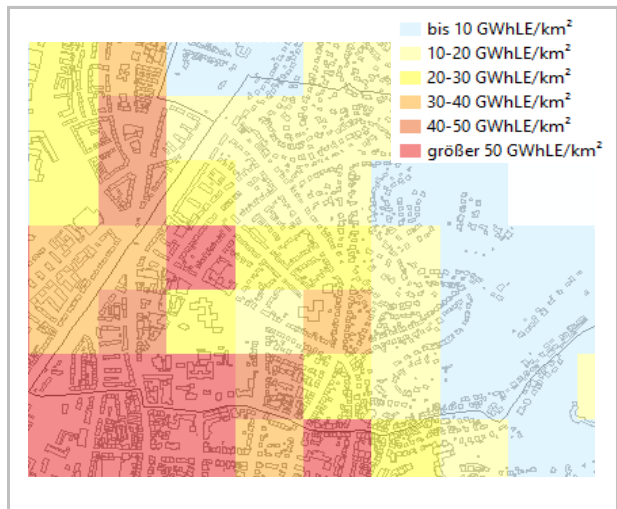 bis 10 GWhLE/km²
10-20 GWhLE/km²
20-30 GWhLE/km²
30-40 GWhLE/km²
40-50 GWhLE/km²
größer 50 GWhLE/km²